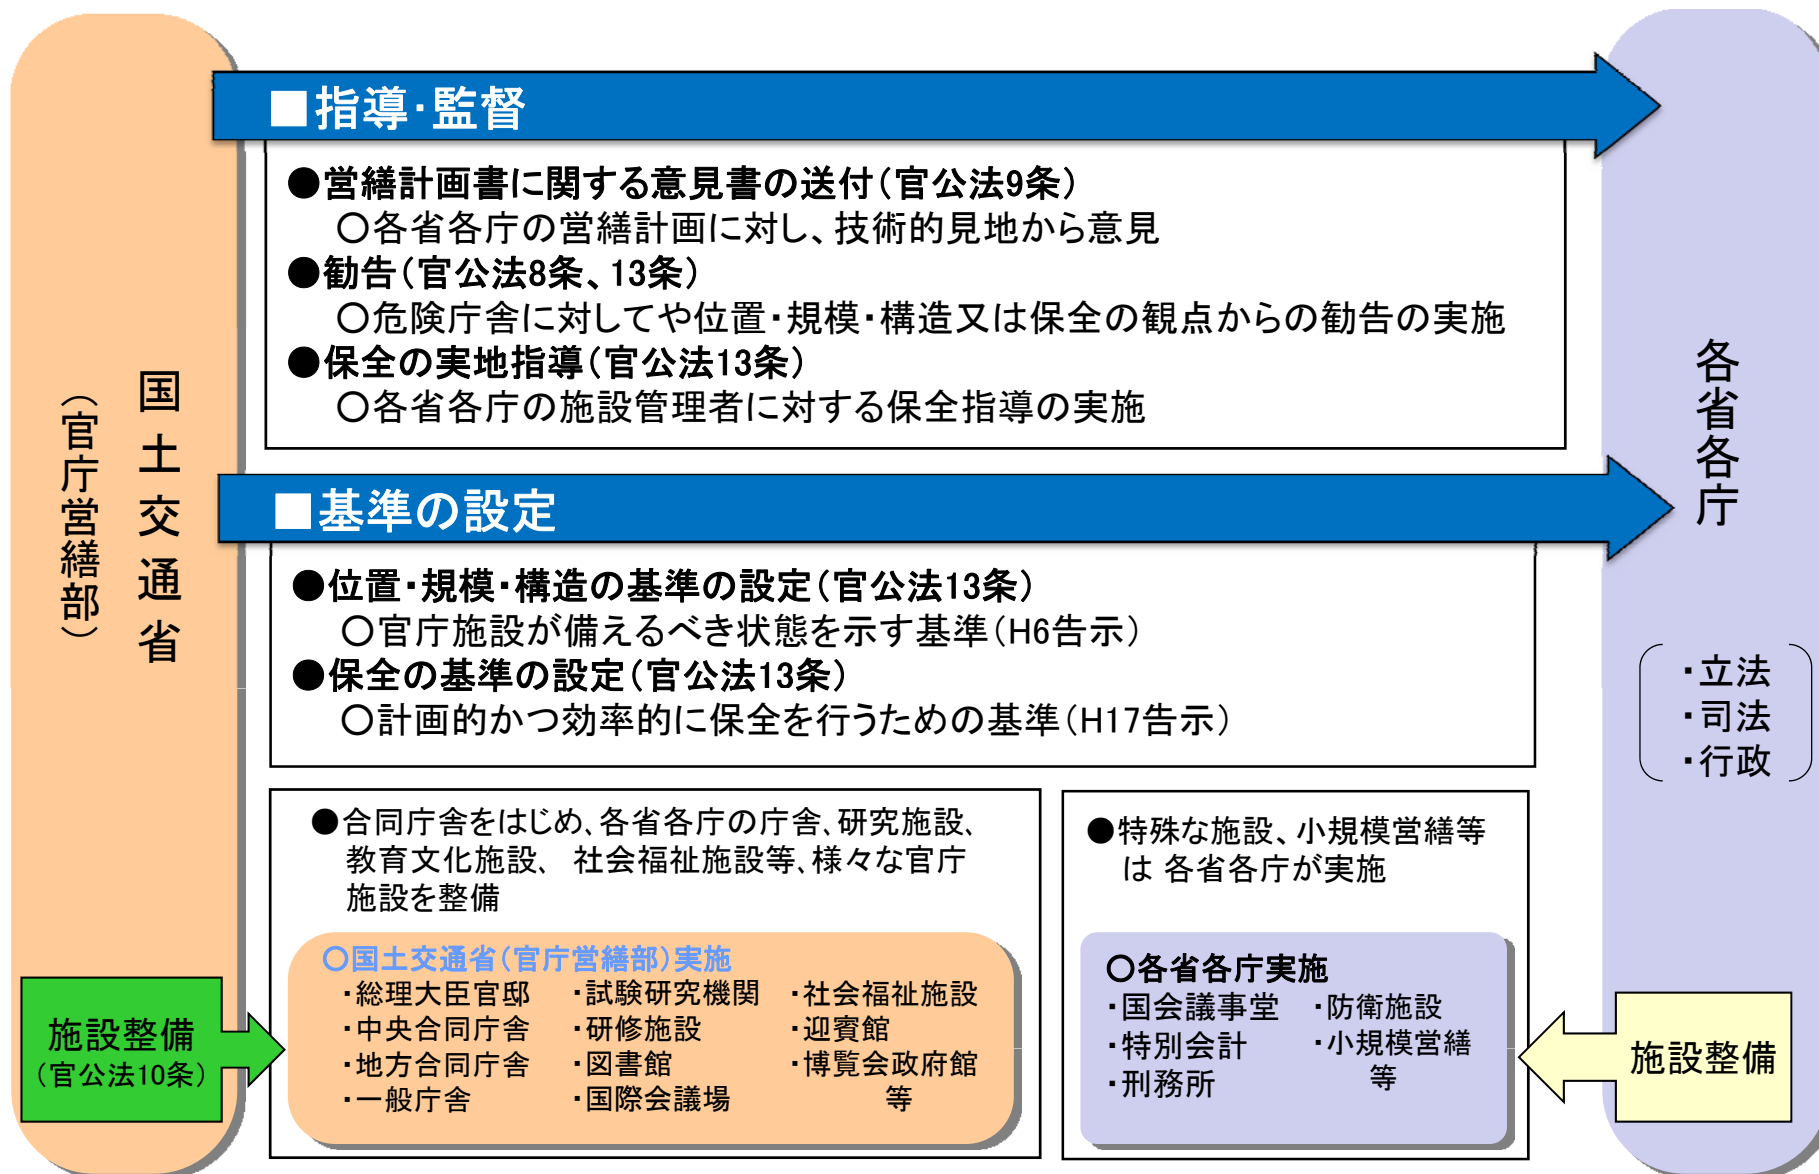 国土交通省
（官庁営繕部）
■指導・監督
●営繕計画書に関する意見書の送付（官公法9条）
○各省各庁の営繕計画に対し、技術的見地から意見
●勧告（官公法8条、13条）
○危険庁舎に対してや位置・規模・構造又は保全の観点からの勧告の実施
●保全の実地指導（官公法13条）
○各省各庁の施設管理者に対する保全指導の実施
■基準の設定
●位置・規模・構造の基準の設定（官公法13条）
○官庁施設が備えるべき状態を示す基準（H6告示）
●保全の基準の設定（官公法13条）
○計画的かつ効率的に保全を行うための基準（H17告示）
各省各庁
・立法
・司法
・行政
●合同庁舎をはじめ、各省各庁の庁舎、研究施設、
教育文化施設、 社会福祉施設等、様々な官庁
施設を整備
○国土交通省（官庁営繕部）実施
・総理大臣官邸
・中央合同庁舎
・地方合同庁舎
・一般庁舎
・試験研究機関
・研修施設
・図書館
・国際会議場
・社会福祉施設
・迎賓館
・博覧会政府館
等
施設整備
（官公法10条）
●特殊な施設、小規模営繕等
は 各省各庁が実施
○各省各庁実施
・国会議事堂
・特別会計
・刑務所
・防衛施設
・小規模営繕
等
施設整備